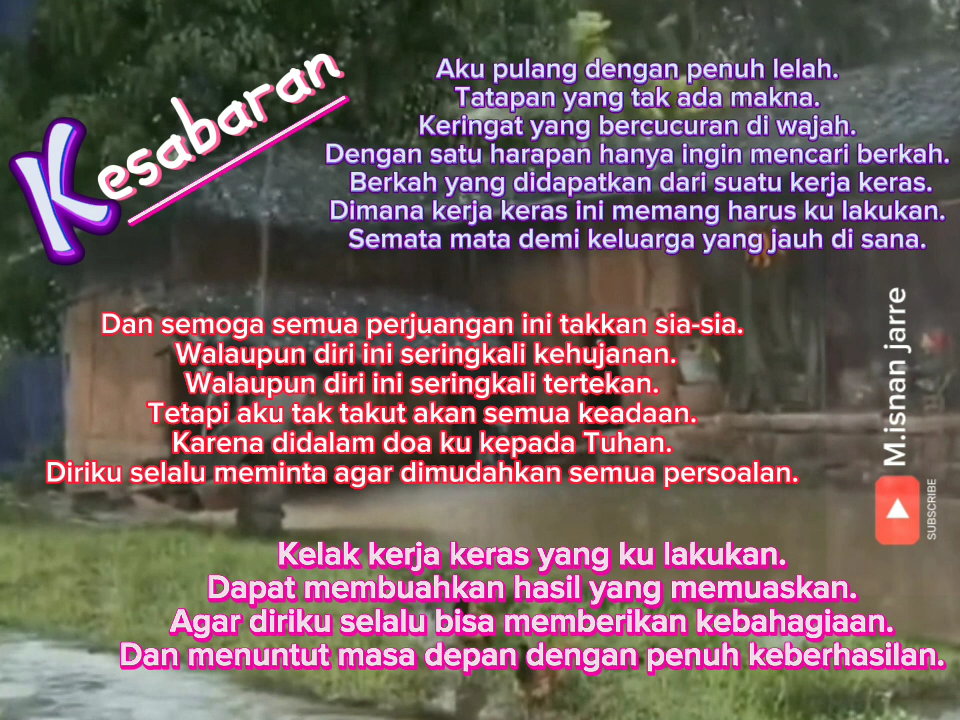 Kesabaran
Aku pulang dengan penuh lelah.
Tatapan yang tak ada makna.
Keringat yang bercucuran di wajah.
Dengan satu harapan hanya ingin mencari berkah.
Berkah yang didapatkan dari suatu kerja keras.
Dimana kerja keras ini memang harus ku lakukan.
Semata mata demi keluarga yang jauh di sana.
Dan semoga semua perjuangan ini takkan sia-sia.
Walaupun diri ini seringkali kehujanan.
Walaupun diri ini seringkali tertekan.
Tetapi aku tak takut akan semua keadaan.
Karena didalam doa ku kepada Tuhan.
Diriku selalu meminta agar dimudahkan semua persoalan.
Kelak kerja keras yang ku lakukan.
Dapat membuahkan hasil yang memuaskan.
Agar diriku selalu bisa memberikan kebahagiaan.
Dan menuntut masa depan dengan penuh keberhasilan.
M.isnan jarre
SUBSCRIBE